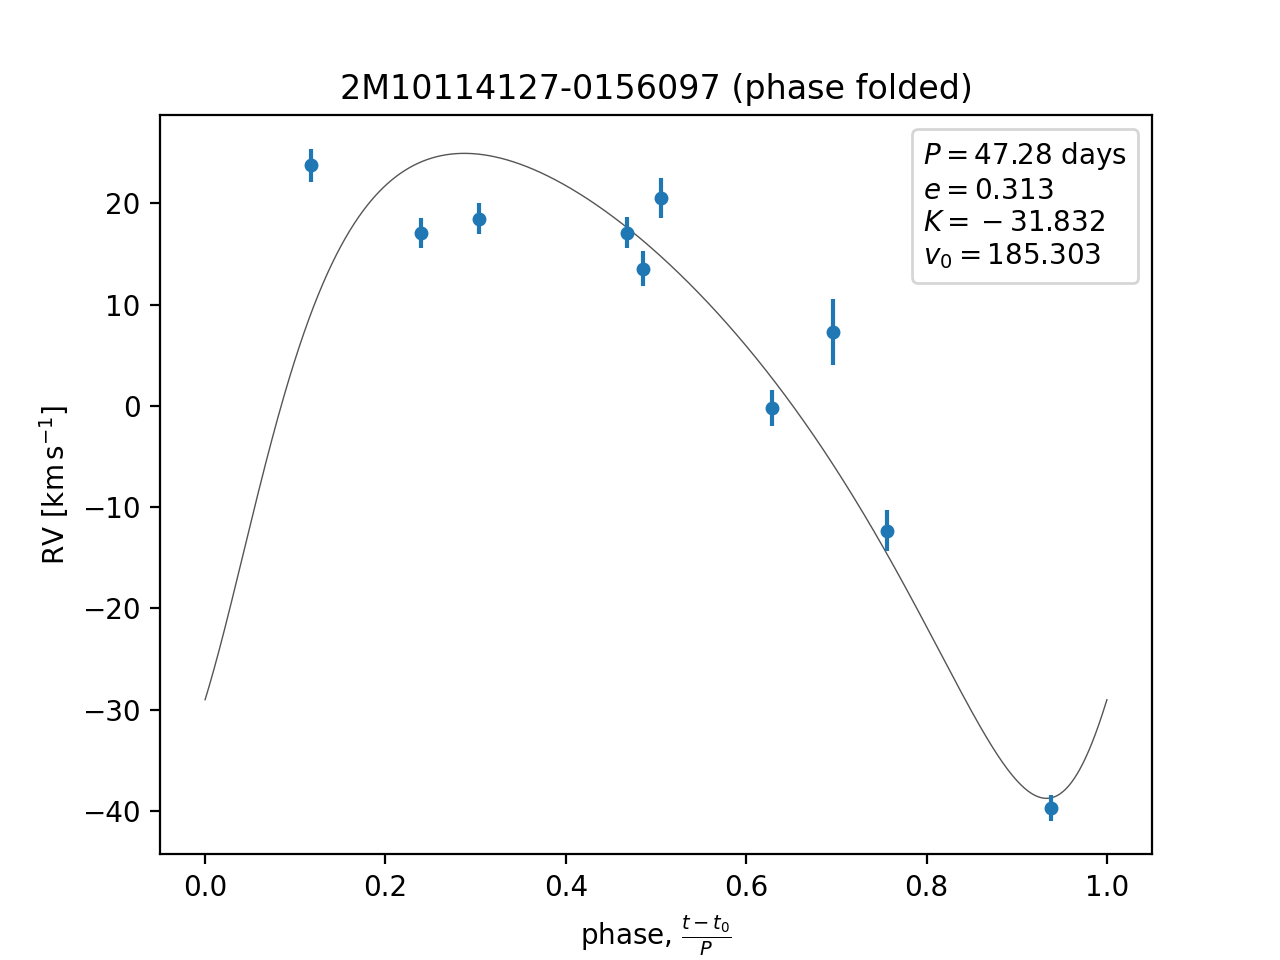 2M10114127-0156097 (phase folded)
P = 47.28 days
e = 0.313
K = −31.832
v₀ = 185.303
20
10
0
−10
−20
−30
−40
RV [km s⁻¹]
0.0 0.2 0.4 0.6 0.8 1.0
phase, (t − t₀)/P